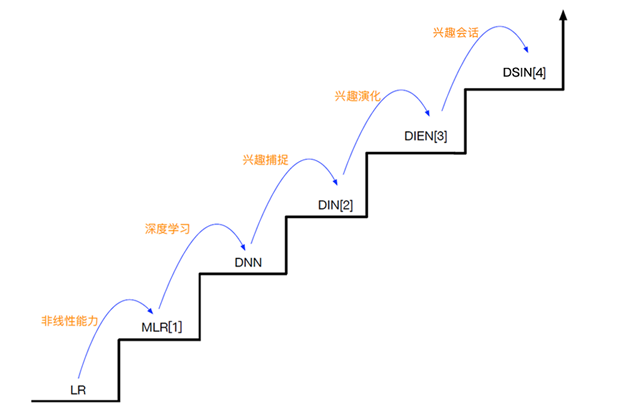 兴趣会话
DSIN[4]
兴趣演化
DIEN[3]
兴趣捕捉
DIN[2]
深度学习
DNN
非线性能力
MLR[1]
LR